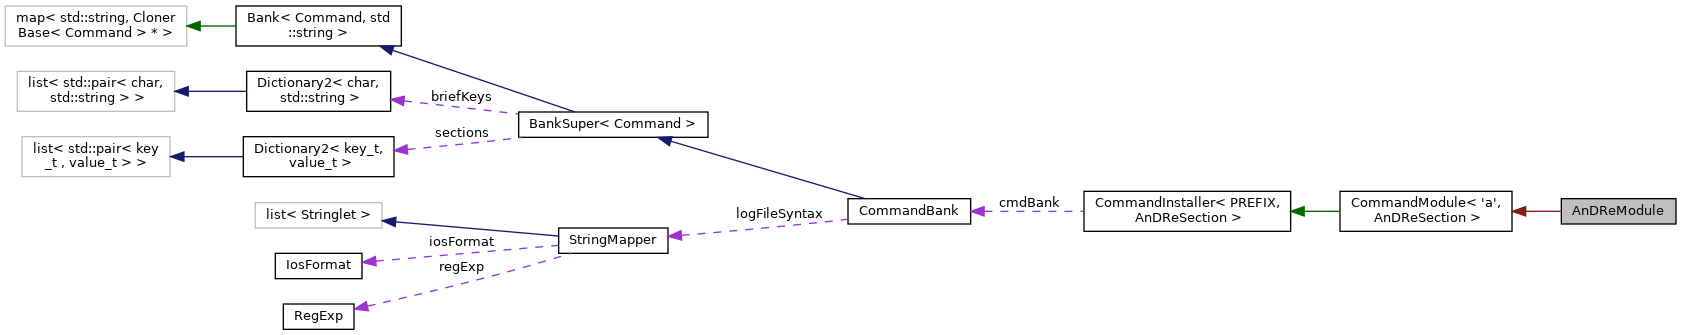 map< std::string, Cloner
Base< Command > * >
Bank< Command, std
::string >
list< std::pair< char,
std::string > >
Dictionary2< char,
std::string >
briefKeys
BankSuper< Command >
sections
list< std::pair< key
_t , value_t > >
Dictionary2< key_t,
value_t >
list< Stringlet >
logFileSyntax
CommandBank
cmdBank
CommandInstaller< PREFIX,
AnDReSection >
CommandModule< 'a',
AnDReSection >
AnDReModule
StringMapper
iosFormat
IosFormat
regExp
RegExp